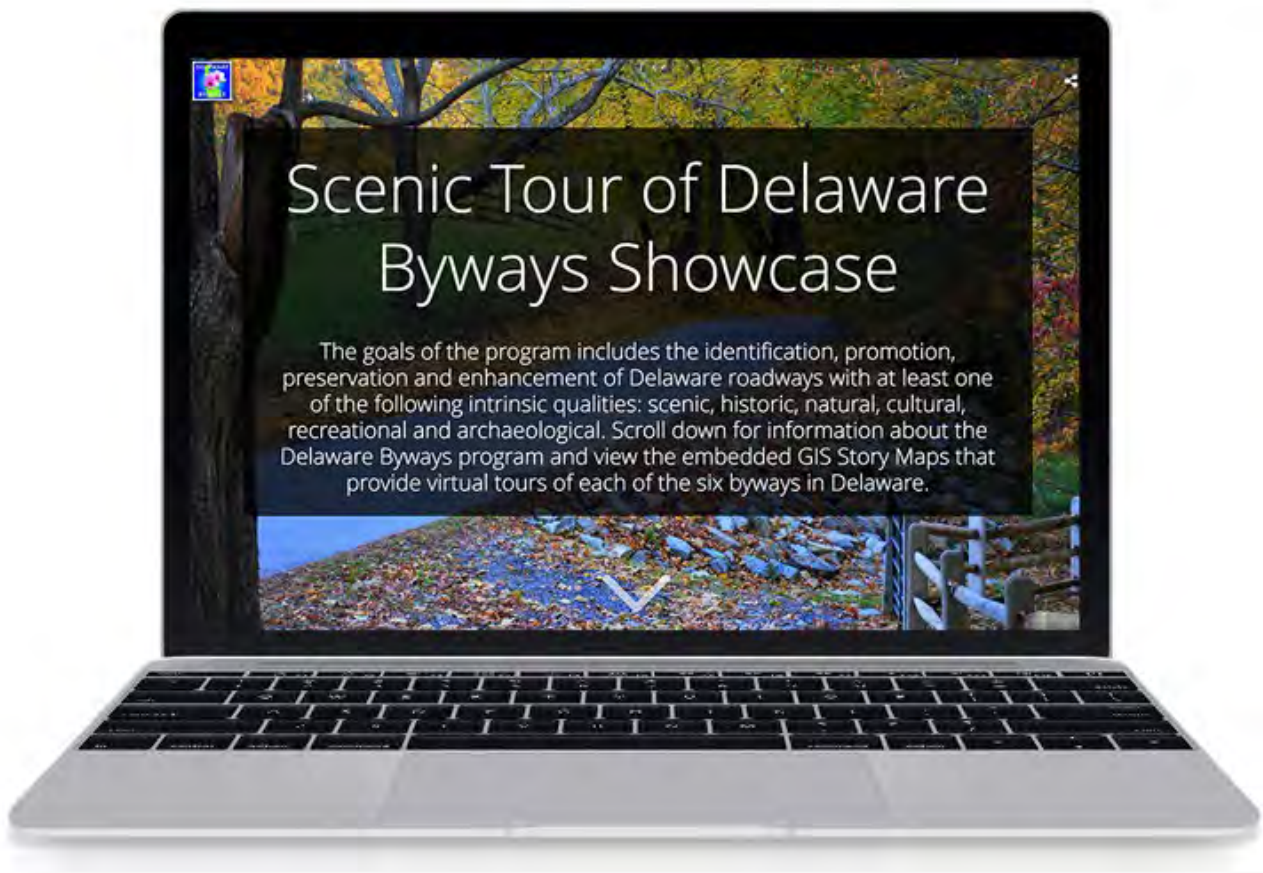 Scenic Tour of Delaware
Byways Showcase
The goals of the program includes the identification, promotion,
preservation and enhancement of Delaware roadways with at least one
of the following intrinsic qualities: scenic, historic, natural, cultural,
recreational and archaeological. Scroll down for information about the
Delaware Byways program and view the embedded GIS Story Maps that
provide virtual tours of each of the six byways in Delaware.